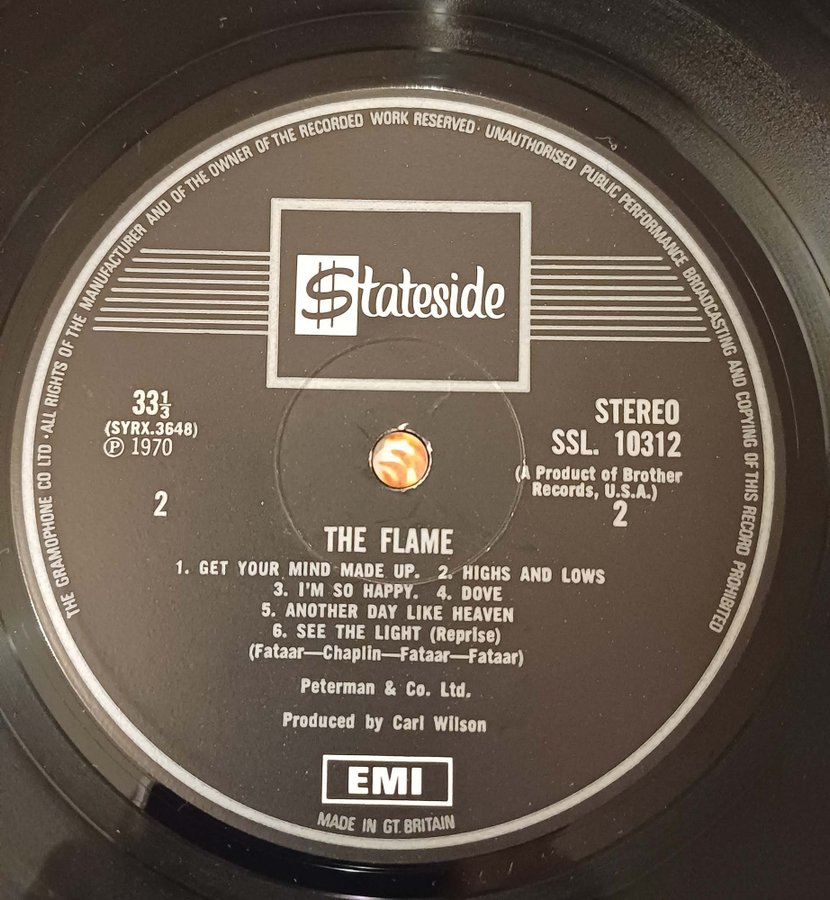 THE GRAMOPHONE CO LTD · ALL RIGHTS OF THE MANUFACTURER AND OF THE OWNER OF THE RECORDED WORK RESERVED · UNAUTHORISED PUBLIC PERFORMANCE BROADCASTING AND COPYING OF THIS RECORD PROHIBITED
$tateside
33⅓
(SYRX.3648)
Ⓟ 1970
2
STEREO
SSL. 10312
(A Product of Brother
Records, U.S.A.)
2
THE FLAME
1. GET YOUR MIND MADE UP. 2. HIGHS AND LOWS
3. I'M SO HAPPY. 4. DOVE
5. ANOTHER DAY LIKE HEAVEN
6. SEE THE LIGHT (Reprise)
(Fataar—Chaplin—Fataar—Fataar)
Peterman & Co. Ltd.
Produced by Carl Wilson
EMI
MADE IN GT. BRITAIN